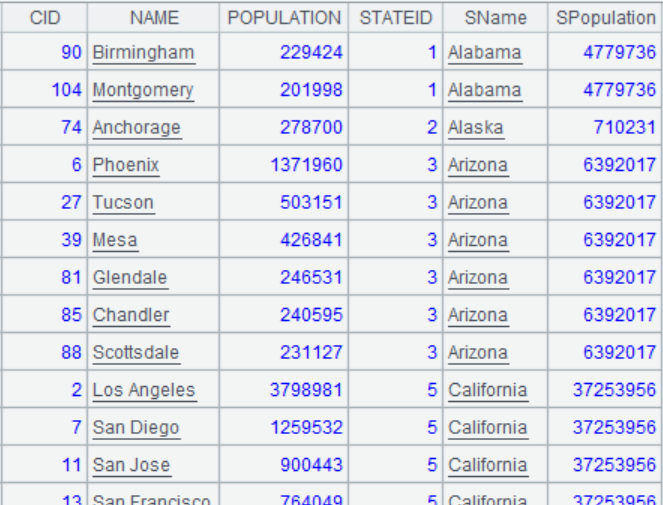 CID NAME POPULATION STATEID SName SPopulation
90 Birmingham 229424 1 Alabama 4779736
104 Montgomery 201998 1 Alabama 4779736
74 Anchorage 278700 2 Alaska 710231
6 Phoenix 1371960 3 Arizona 6392017
27 Tucson 503151 3 Arizona 6392017
39 Mesa 426841 3 Arizona 6392017
81 Glendale 246531 3 Arizona 6392017
85 Chandler 240595 3 Arizona 6392017
88 Scottsdale 231127 3 Arizona 6392017
2 Los Angeles 3798981 5 California 37253956
7 San Diego 1259532 5 California 37253956
11 San Jose 900443 5 California 37253956
13 San Francisco 764049 5 California 37253956